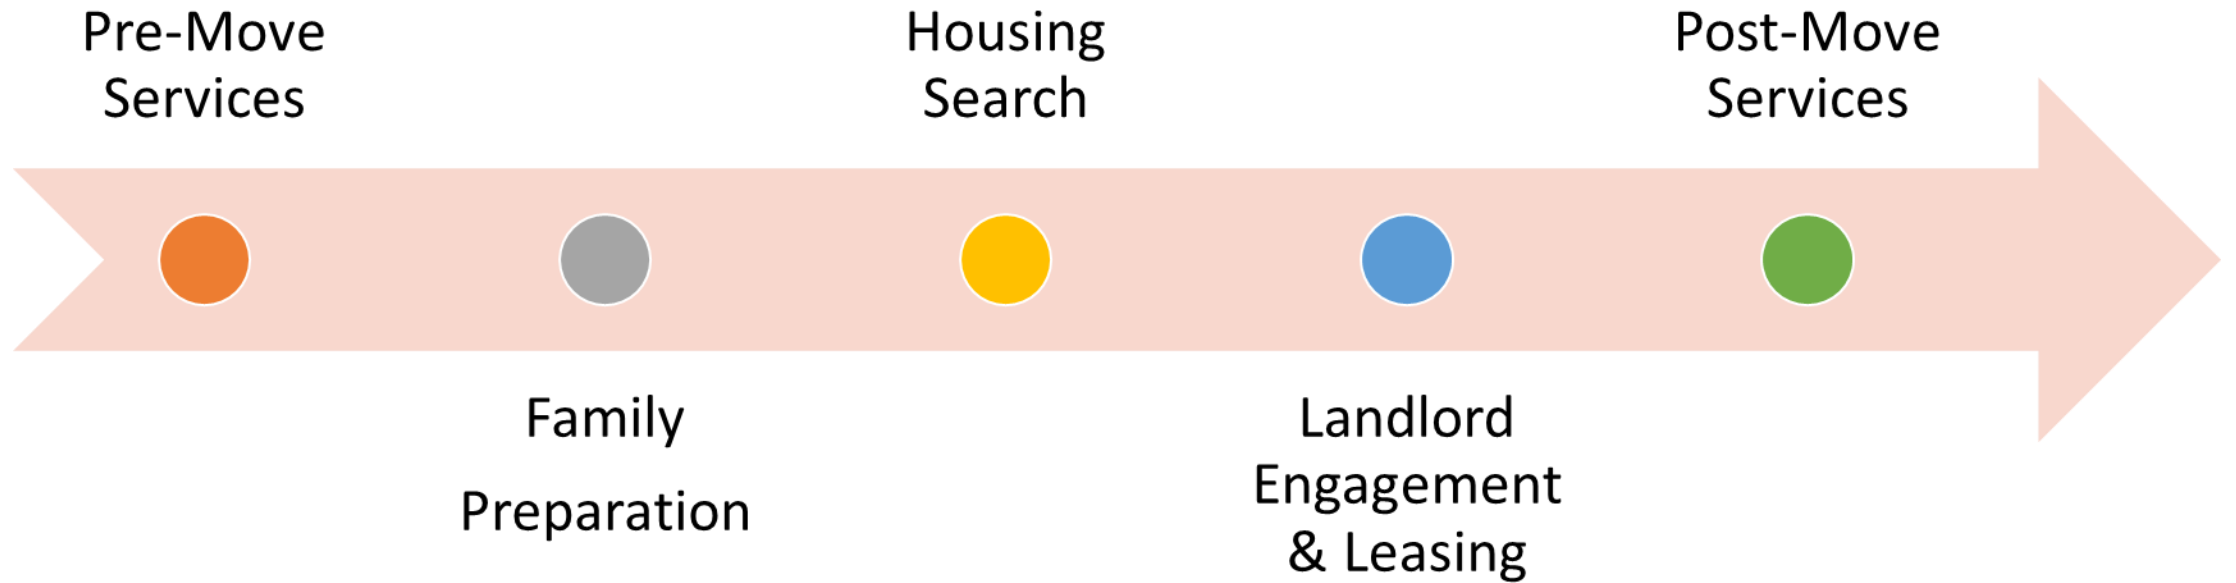 Pre-Move
Services
Family
Preparation
Housing
Search
Landlord
Engagement
& Leasing
Post-Move
Services